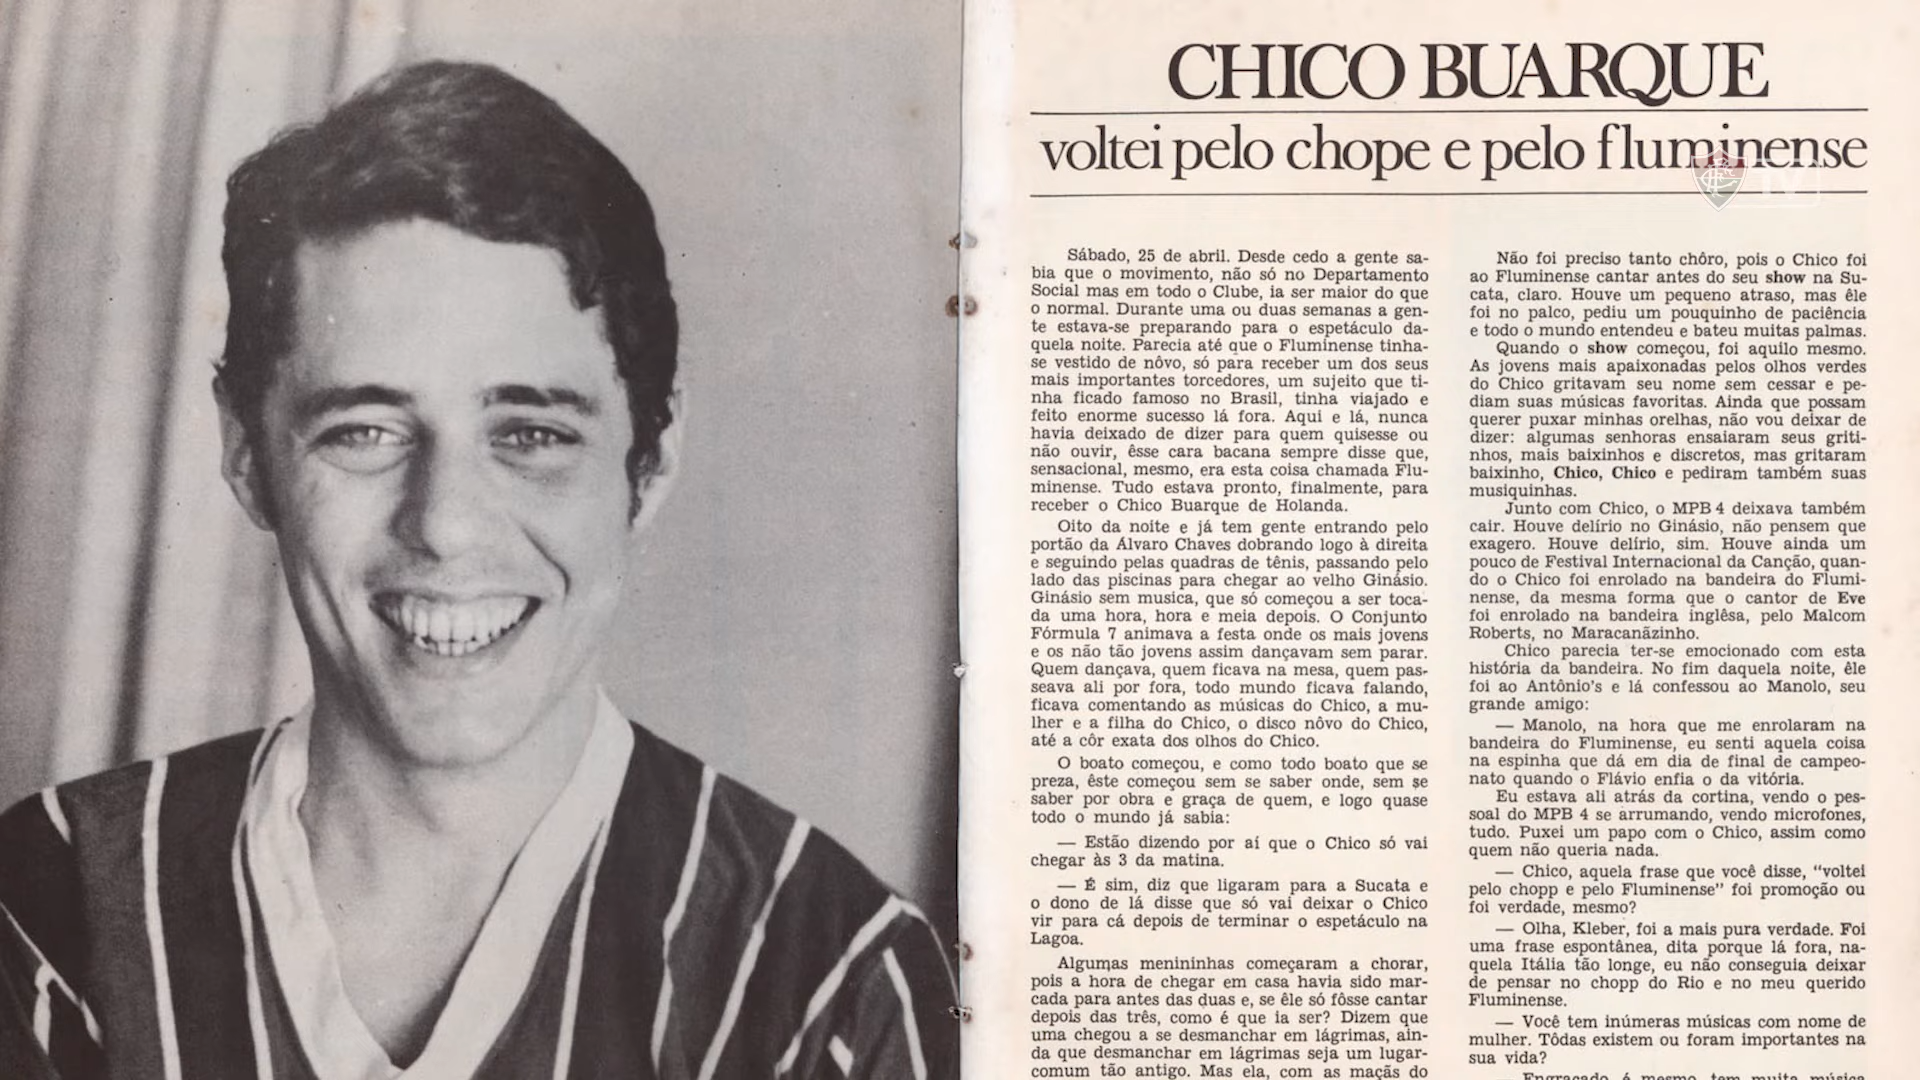 CHICO BUARQUE
voltei pelo chope e pelo fluminense
TV
Sábado, 25 de abril. Desde cedo a gente sa-
bia que o movimento, não só no Departamento
Social mas em todo o Clube, ia ser maior do que
o normal. Durante uma ou duas semanas a gen-
te estava-se preparando para o espetáculo da-
quela noite. Parecia até que o Fluminense tinha-
se vestido de nôvo, só para receber um dos seus
mais importantes torcedores, um sujeito que ti-
nha ficado famoso no Brasil, tinha viajado e
feito enorme sucesso lá fora. Aqui e lá, nunca
havia deixado de dizer para quem quisesse ou
não ouvir, êsse cara bacana sempre disse que,
sensacional, mesmo, era esta coisa chamada Flu-
minense. Tudo estava pronto, finalmente, para
receber o Chico Buarque de Holanda.
Oito da noite e já tem gente entrando pelo
portão da Álvaro Chaves dobrando logo à direita
e seguindo pelas quadras de tênis, passando pelo
lado das piscinas para chegar ao velho Ginásio.
Ginásio sem musica, que só começou a ser toca-
da uma hora, hora e meia depois. O Conjunto
Fórmula 7 animava a festa onde os mais jovens
e os não tão jovens assim dançavam sem parar.
Quem dançava, quem ficava na mesa, quem pas-
seava ali por fora, todo mundo ficava falando,
ficava comentando as músicas do Chico, a mu-
lher e a filha do Chico, o disco nôvo do Chico,
até a côr exata dos olhos do Chico.
O boato começou, e como todo boato que se
preza, êste começou sem se saber onde, sem se
saber por obra e graça de quem, e logo quase
todo o mundo já sabia:
— Estão dizendo por aí que o Chico só vai
chegar às 3 da matina.
— É sim, diz que ligaram para a Sucata e
o dono de lá disse que só vai deixar o Chico
vir para cá depois de terminar o espetáculo na
Lagoa.
Algumas menininhas começaram a chorar,
pois a hora de chegar em casa havia sido mar-
cada para antes das duas e, se êle só fôsse cantar
depois das três, como é que ia ser? Dizem que
uma chegou a se desmanchar em lágrimas, ain-
da que desmanchar em lágrimas seja um lugar-
comum tão antigo. Mas ela, com as maçãs do
Não foi preciso tanto chôro, pois o Chico foi
ao Fluminense cantar antes do seu show na Su-
cata, claro. Houve um pequeno atraso, mas êle
foi no palco, pediu um pouquinho de paciência
e todo o mundo entendeu e bateu muitas palmas.
Quando o show começou, foi aquilo mesmo.
As jovens mais apaixonadas pelos olhos verdes
do Chico gritavam seu nome sem cessar e pe-
diam suas músicas favoritas. Ainda que possam
querer puxar minhas orelhas, não vou deixar de
dizer: algumas senhoras ensaiaram seus griti-
nhos, mais baixinhos e discretos, mas gritaram
baixinho, Chico, Chico e pediram também suas
musiquinhas.
Junto com Chico, o MPB 4 deixava também
cair. Houve delírio no Ginásio, não pensem que
exagero. Houve delírio, sim. Houve ainda um
pouco de Festival Internacional da Canção, quan-
do o Chico foi enrolado na bandeira do Flumi-
nense, da mesma forma que o cantor de Eve
foi enrolado na bandeira inglêsa, pelo Malcom
Roberts, no Maracanãzinho.
Chico parecia ter-se emocionado com esta
história da bandeira. No fim daquela noite, êle
foi ao Antônio's e lá confessou ao Manolo, seu
grande amigo:
— Manolo, na hora que me enrolaram na
bandeira do Fluminense, eu senti aquela coisa
na espinha que dá em dia de final de campeo-
nato quando o Flávio enfia o da vitória.
Eu estava ali atrás da cortina, vendo o pes-
soal do MPB 4 se arrumando, vendo microfones,
tudo. Puxei um papo com o Chico, assim como
quem não queria nada.
— Chico, aquela frase que você disse, "voltei
pelo chopp e pelo Fluminense" foi promoção ou
foi verdade, mesmo?
— Olha, Kleber, foi a mais pura verdade. Foi
uma frase espontânea, dita porque lá fora, na-
quela Itália tão longe, eu não conseguia deixar
de pensar no chopp do Rio e no meu querido
Fluminense.
— Você tem inúmeras músicas com nome de
mulher. Tôdas existem ou foram importantes na
sua vida?
— Engraçado é mesmo, tem muita música